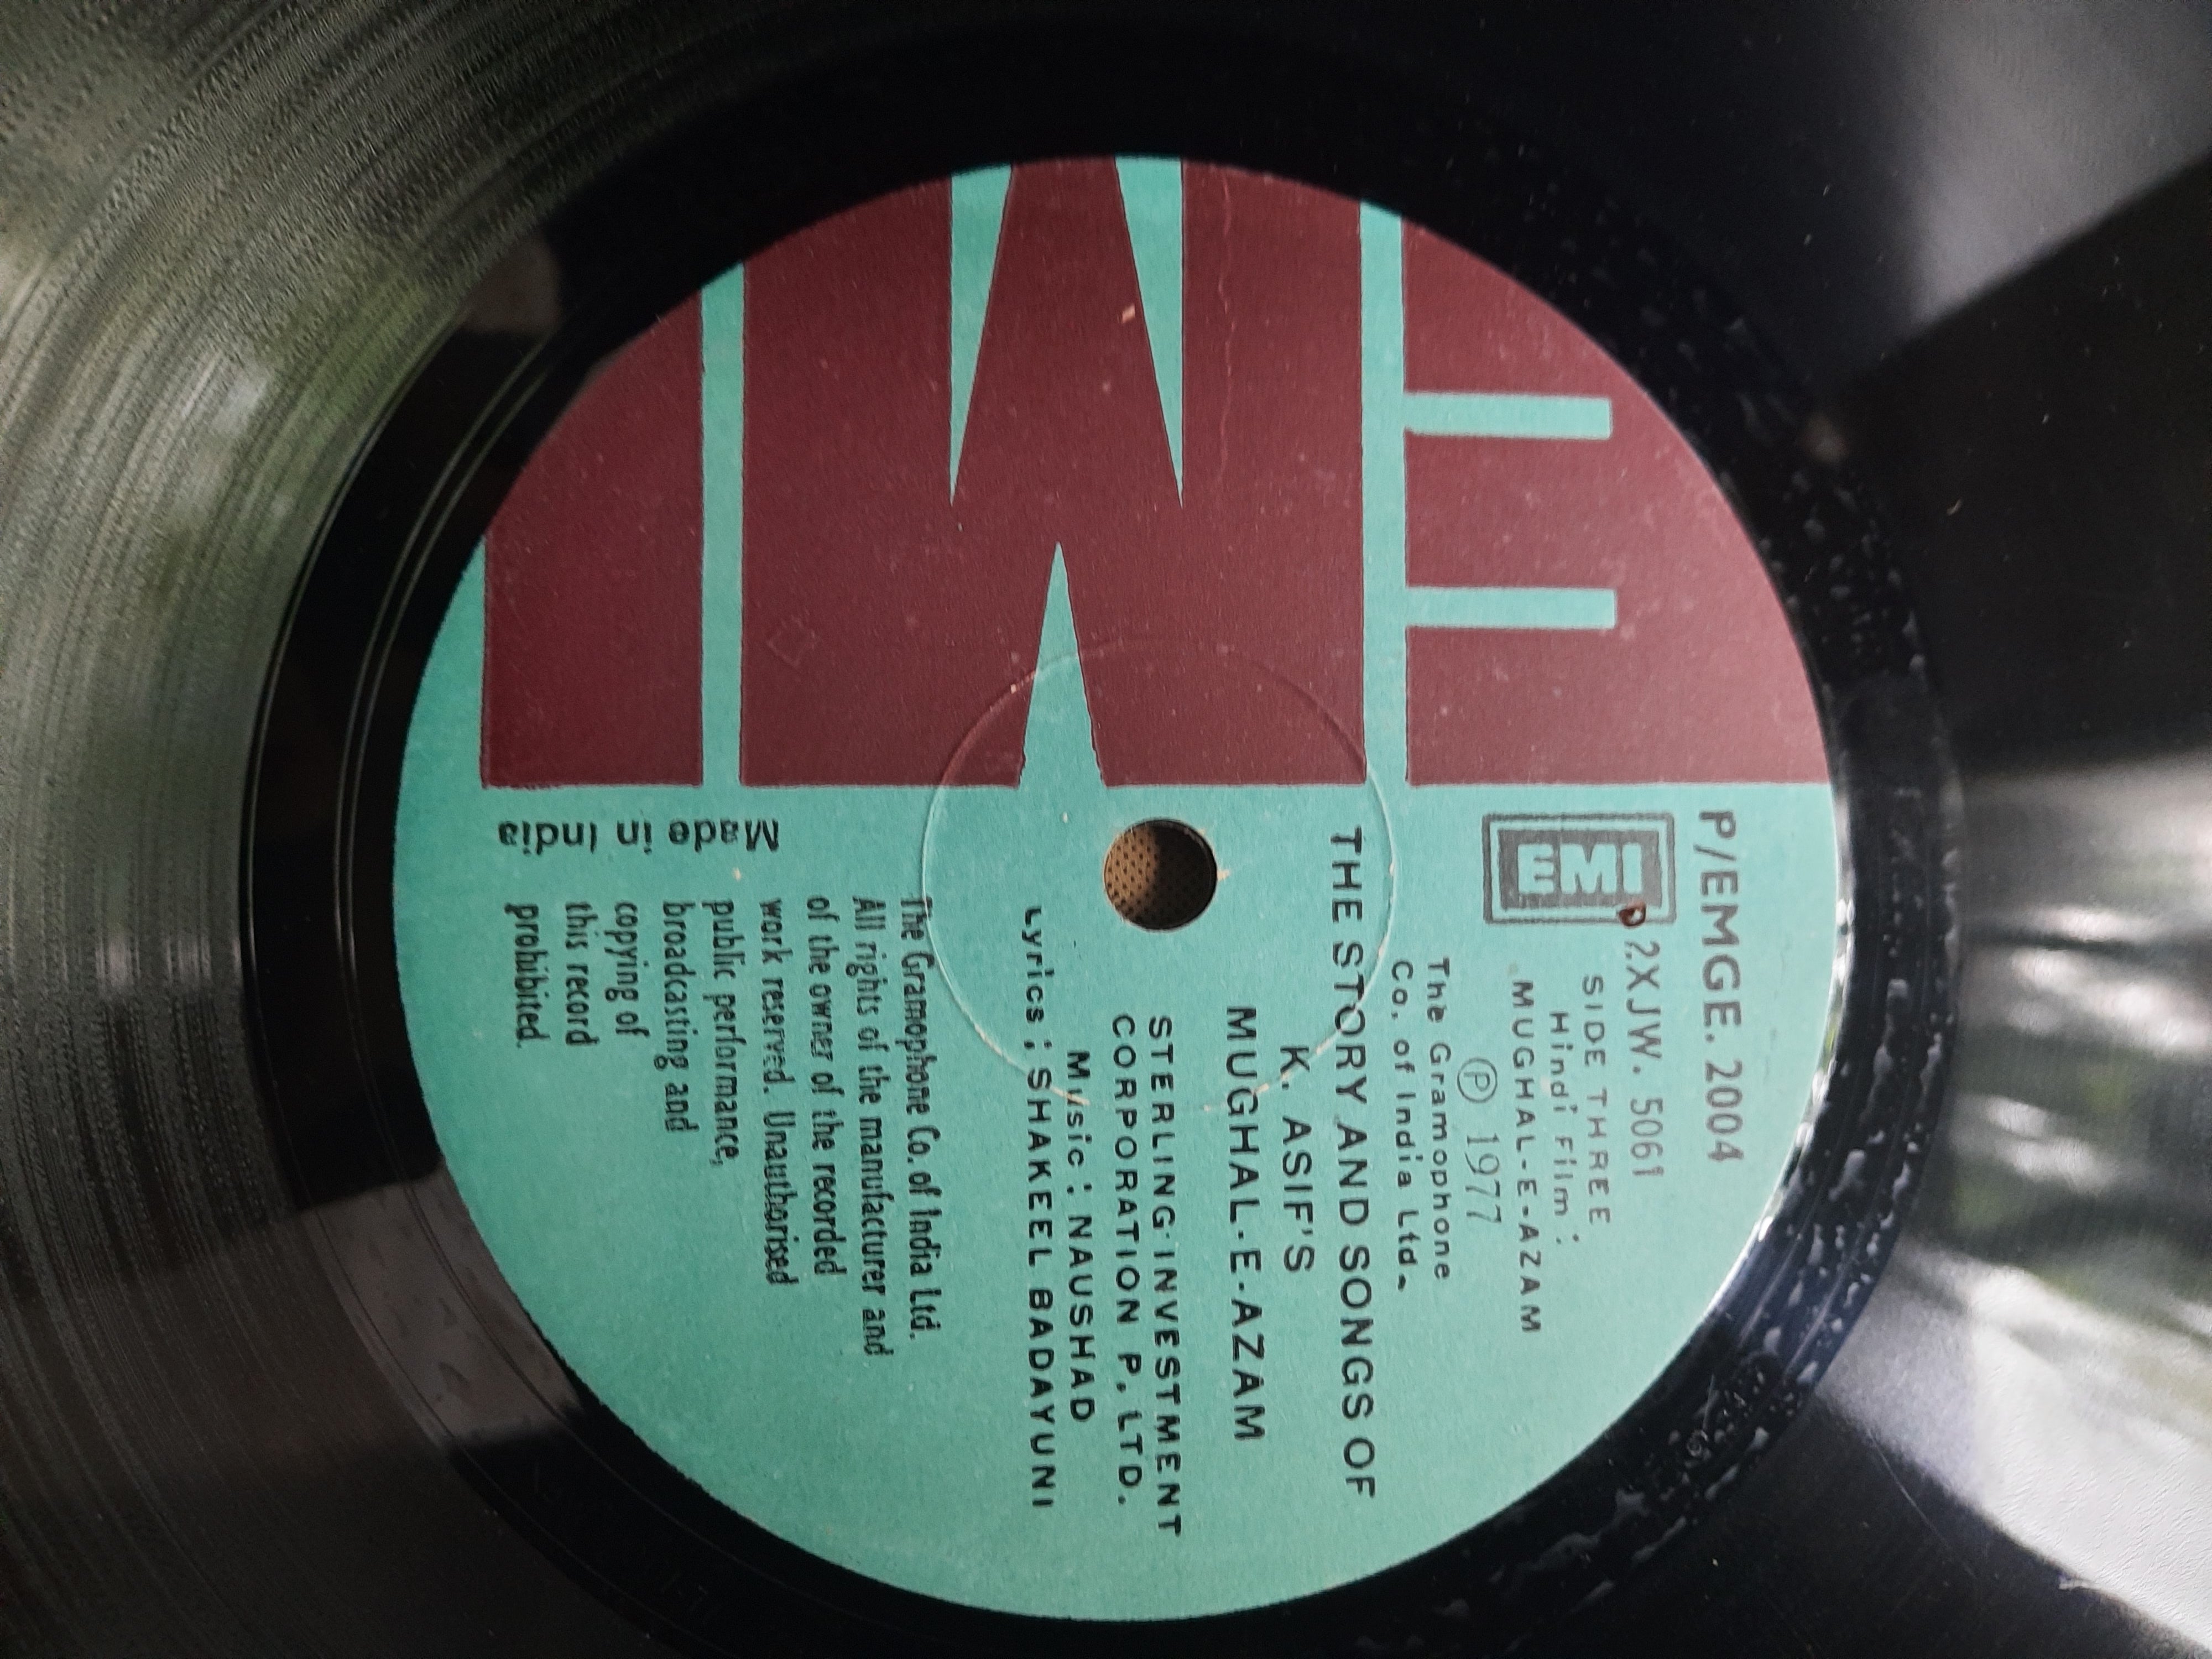 EMI
P/EMGE. 2004
EMI
2XJW. 5061
SIDE THREE
Hindi Film :
MUGHAL-E-AZAM
℗ 1977
The Gramophone
Co. of India Ltd.
THE STORY AND SONGS OF
K. ASIF'S
MUGHAL-E-AZAM
STERLING INVESTMENT
CORPORATION P. LTD.
Music : NAUSHAD
Lyrics : SHAKEEL BADAYUNI
The Gramophone Co. of India Ltd.
All rights of the manufacturer and
of the owner of the recorded
work reserved. Unauthorised
public performance,
broadcasting and
copying of
this record
prohibited.
Made in India